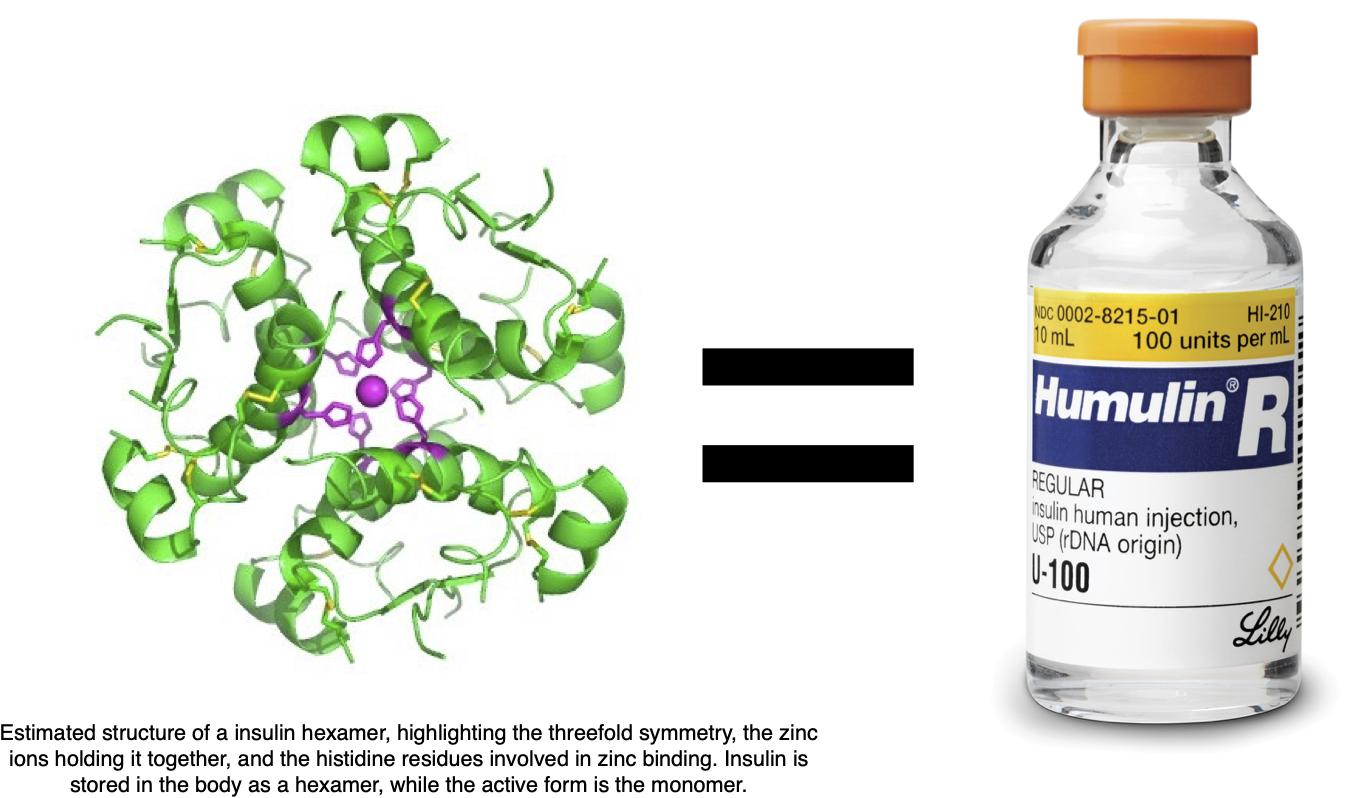 NDC 0002-8215-01 HI-210
10 mL 100 units per mL
Humulin® R
REGULAR
insulin human injection,
USP (rDNA origin)
U-100
Lilly
Estimated structure of a insulin hexamer, highlighting the threefold symmetry, the zinc
ions holding it together, and the histidine residues involved in zinc binding. Insulin is
stored in the body as a hexamer, while the active form is the monomer.